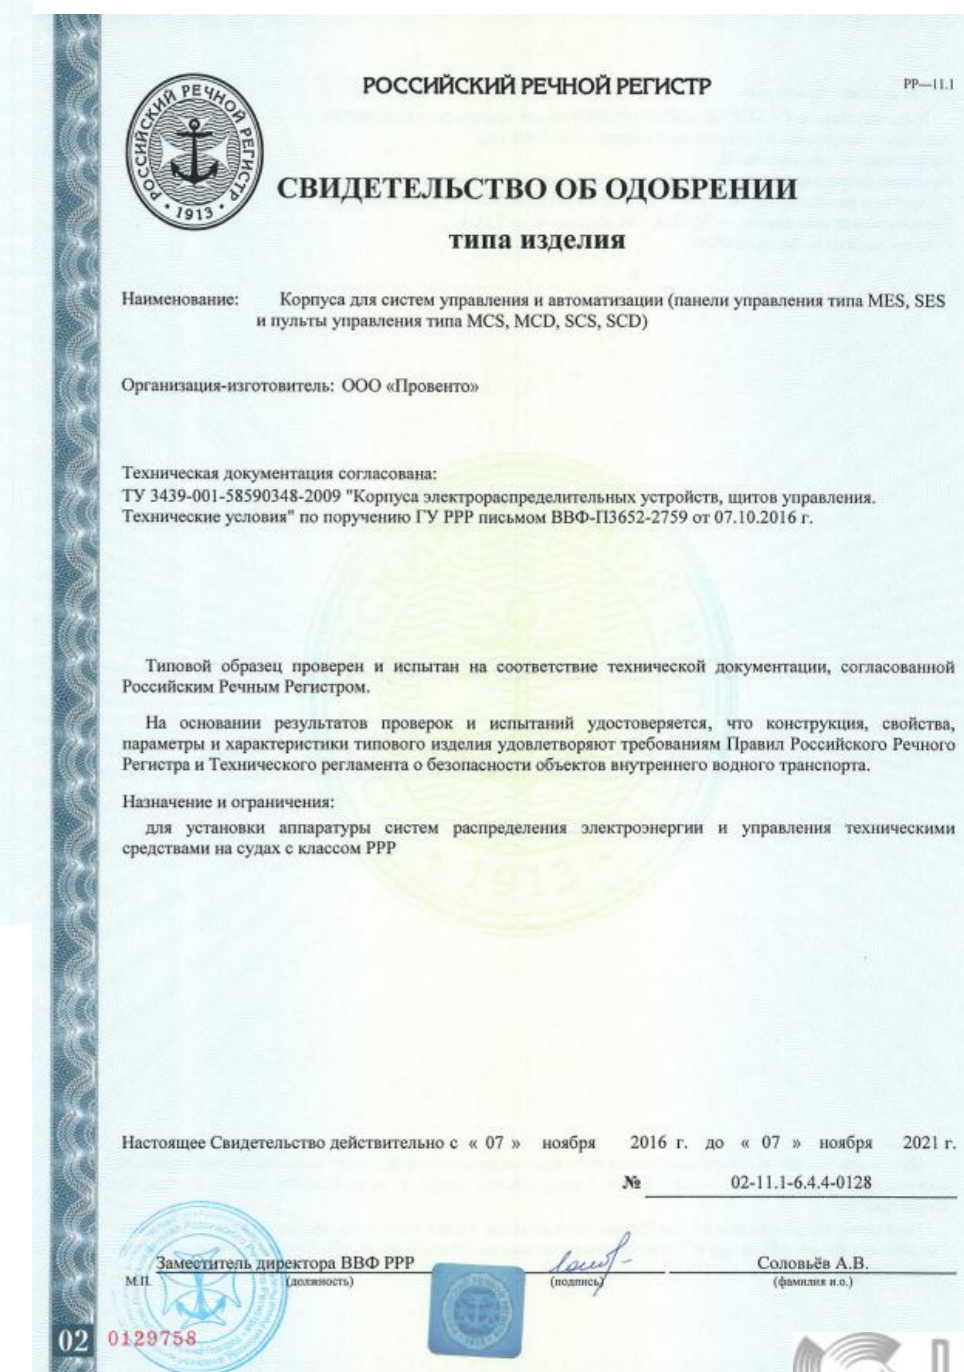 РОССИЙСКИЙ РЕЧНОЙ РЕГИСТР
РР—11.1
РОССИЙСКИЙ РЕЧНОЙ РЕГИСТР
• 1913 •
СВИДЕТЕЛЬСТВО ОБ ОДОБРЕНИИ
типа изделия
Наименование: Корпуса для систем управления и автоматизации (панели управления типа MES, SES
и пульты управления типа MCS, MCD, SCS, SCD)
Организация-изготовитель: ООО «Провенто»
Техническая документация согласована:
ТУ 3439-001-58590348-2009 "Корпуса электрораспределительных устройств, щитов управления.
Технические условия" по поручению ГУ РРР письмом ВВФ-П3652-2759 от 07.10.2016 г.
Типовой образец проверен и испытан на соответствие технической документации, согласованной
Российским Речным Регистром.
На основании результатов проверок и испытаний удостоверяется, что конструкция, свойства,
параметры и характеристики типового изделия удовлетворяют требованиям Правил Российского Речного
Регистра и Технического регламента о безопасности объектов внутреннего водного транспорта.
Назначение и ограничения:
для установки аппаратуры систем распределения электроэнергии и управления техническими
средствами на судах с классом РРР
1913
Настоящее Свидетельство действительно с « 07 » ноября 2016 г. до « 07 » ноября 2021 г.
№ 02-11.1-6.4.4-0128
Заместитель директора ВВФ РРР
Соловьёв А.В.
М.П. (должность) (подпись) (фамилия и.о.)
02 0129758